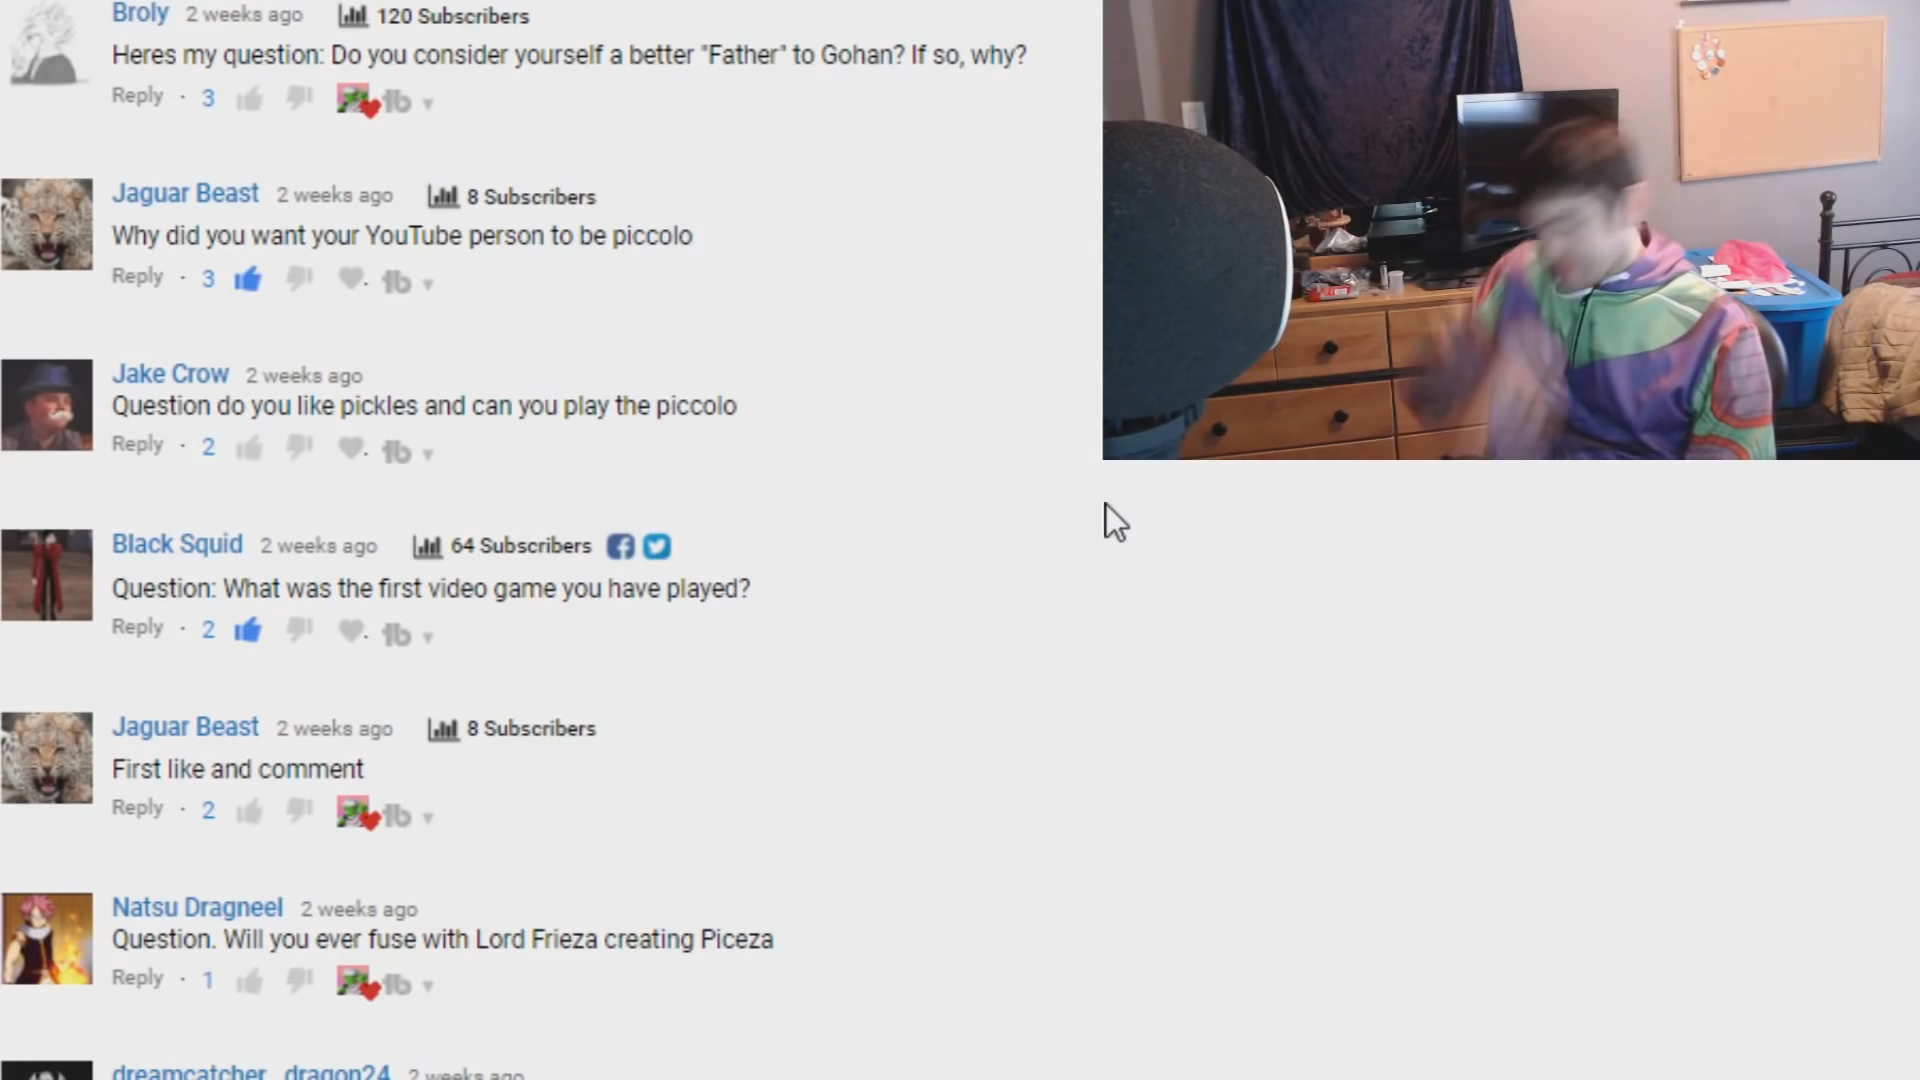 Broly 2 weeks ago 120 Subscribers
Heres my question: Do you consider yourself a better "Father" to Gohan? If so, why?
Reply · 3
Jaguar Beast 2 weeks ago 8 Subscribers
Why did you want your YouTube person to be piccolo
Reply · 3
Jake Crow 2 weeks ago
Question do you like pickles and can you play the piccolo
Reply · 2
Black Squid 2 weeks ago 64 Subscribers
Question: What was the first video game you have played?
Reply · 2
Jaguar Beast 2 weeks ago 8 Subscribers
First like and comment
Reply · 2
Natsu Dragneel 2 weeks ago
Question. Will you ever fuse with Lord Frieza creating Piceza
Reply · 1
dreamcatcher_dragon24 2 weeks ago